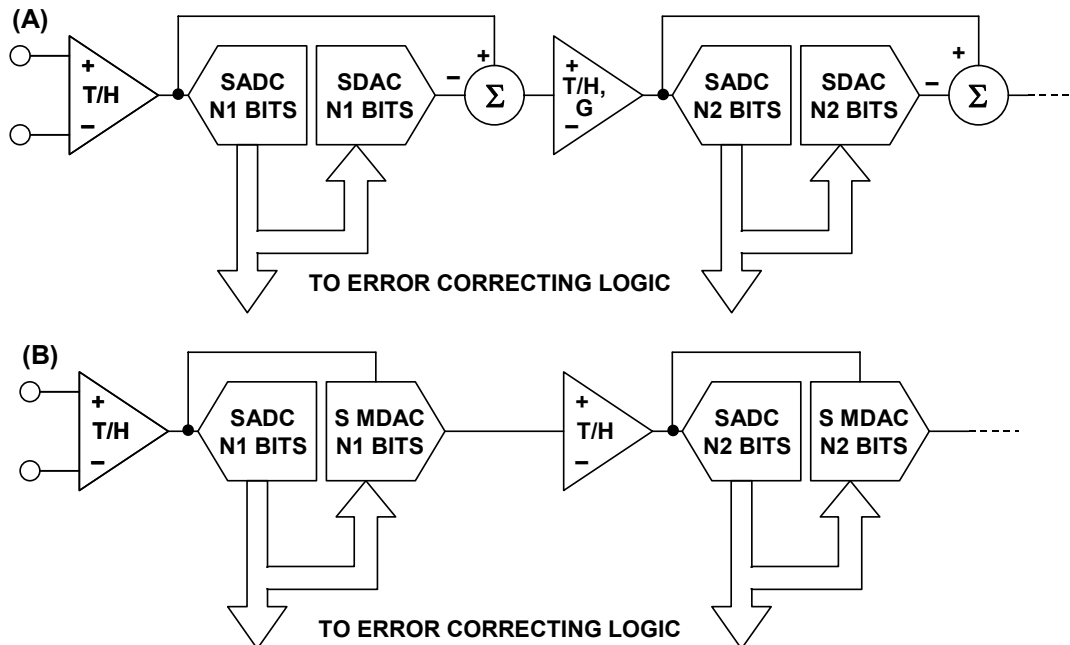 (A)
+
T/H
−
SADC
N1 BITS
SDAC
N1 BITS
+
−
Σ
+
T/H,
G
−
SADC
N2 BITS
SDAC
N2 BITS
+
−
Σ
TO ERROR CORRECTING LOGIC
(B)
+
T/H
−
SADC
N1 BITS
S MDAC
N1 BITS
+
T/H
−
SADC
N2 BITS
S MDAC
N2 BITS
TO ERROR CORRECTING LOGIC